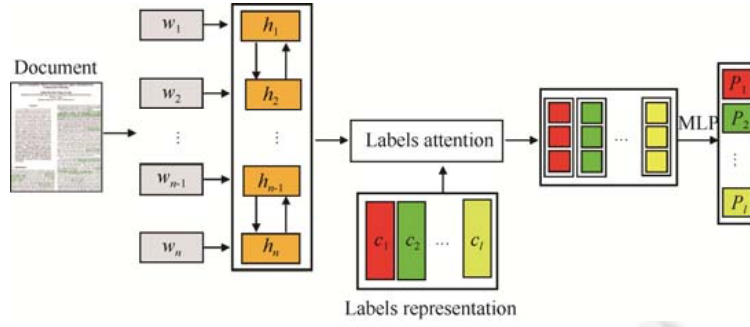 Document
w1
w2
⋮
wn-1
wn
h1
h2
⋮
hn-1
hn
Labels attention
c1 c2 ... cl
Labels representation
...
MLP
P1
P2
⋮
Pl